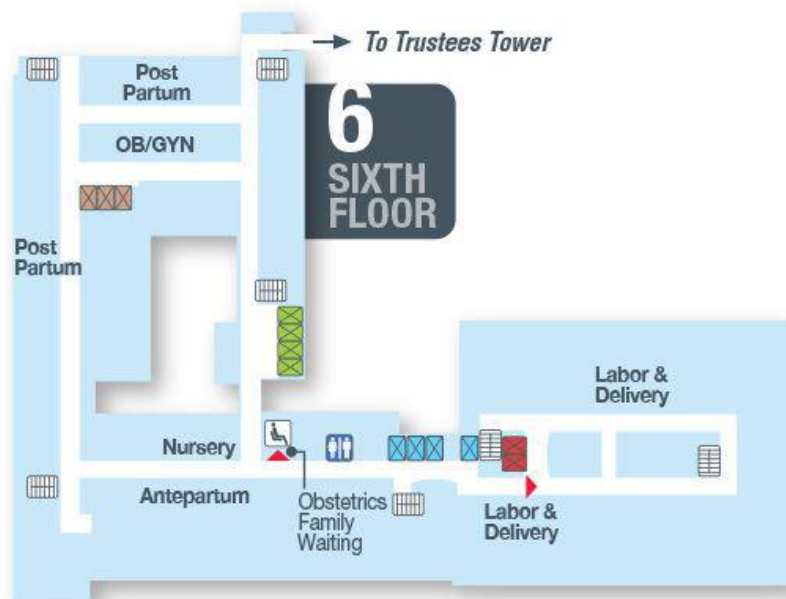 To Trustees Tower
Post
Partum
6
SIXTH
FLOOR
OB/GYN
Post
Partum
Labor &
Delivery
Nursery
Antepartum
Obstetrics
Family
Waiting
Labor &
Delivery